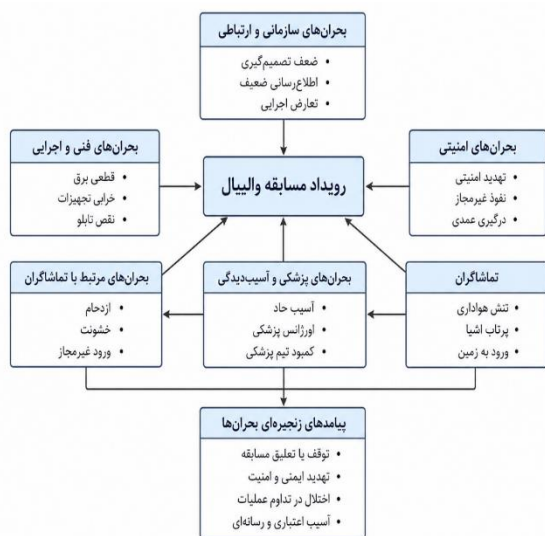 بحران‌های سازمانی و ارتباطی
• ضعف تصمیم‌گیری
• اطلاع‌رسانی ضعیف
• تعارض اجرایی
بحران‌های امنیتی
• تهدید امنیتی
• نفوذ غیرمجاز
• درگیری عمدی
رویداد مسابقه والیبال
بحران‌های فنی و اجرایی
• قطعی برق
• خرابی تجهیزات
• نقص تابلو
تماشاگران
• تنش هواداری
• پرتاب اشیا
• ورود به زمین
بحران‌های پزشکی و آسیب‌دیدگی
• آسیب حاد
• اورژانس پزشکی
• کمبود تیم پزشکی
بحران‌های مرتبط با تماشاگران
• ازدحام
• خشونت
• ورود غیرمجاز
پیامدهای زنجیره‌ای بحران‌ها
• توقف یا تعلیق مسابقه
• تهدید ایمنی و امنیت
• اختلال در تداوم عملیات
• آسیب اعتباری و رسانه‌ای